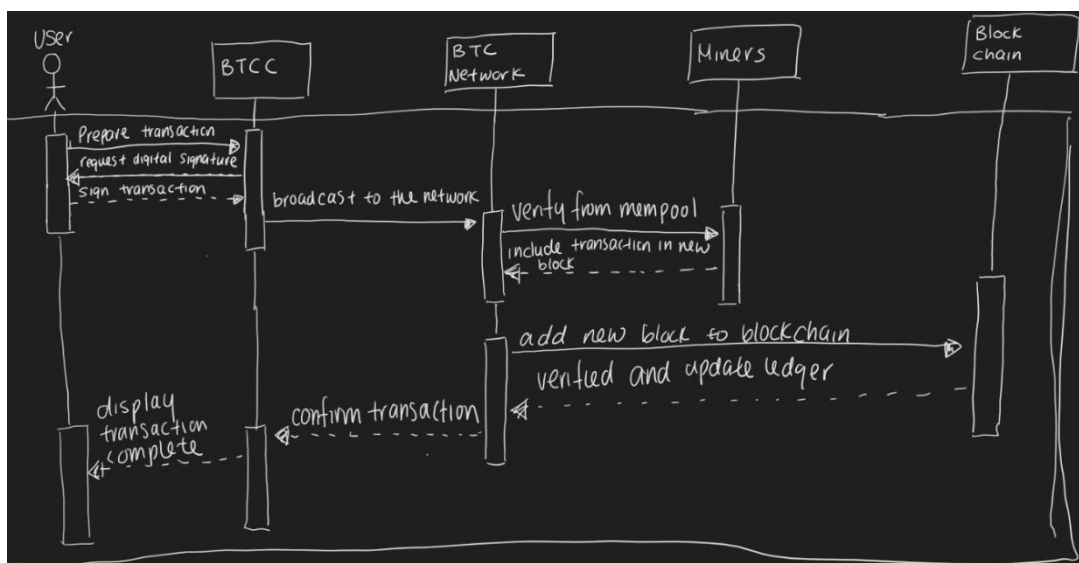 User
BTCC
BTC
Network
Miners
Block
chain
Prepare transaction
request digital signature
sign transaction
broadcast to the network
verify from mempool
include transaction in new
block
add new block to blockchain
verified and update ledger
confirm transaction
display
transaction
complete